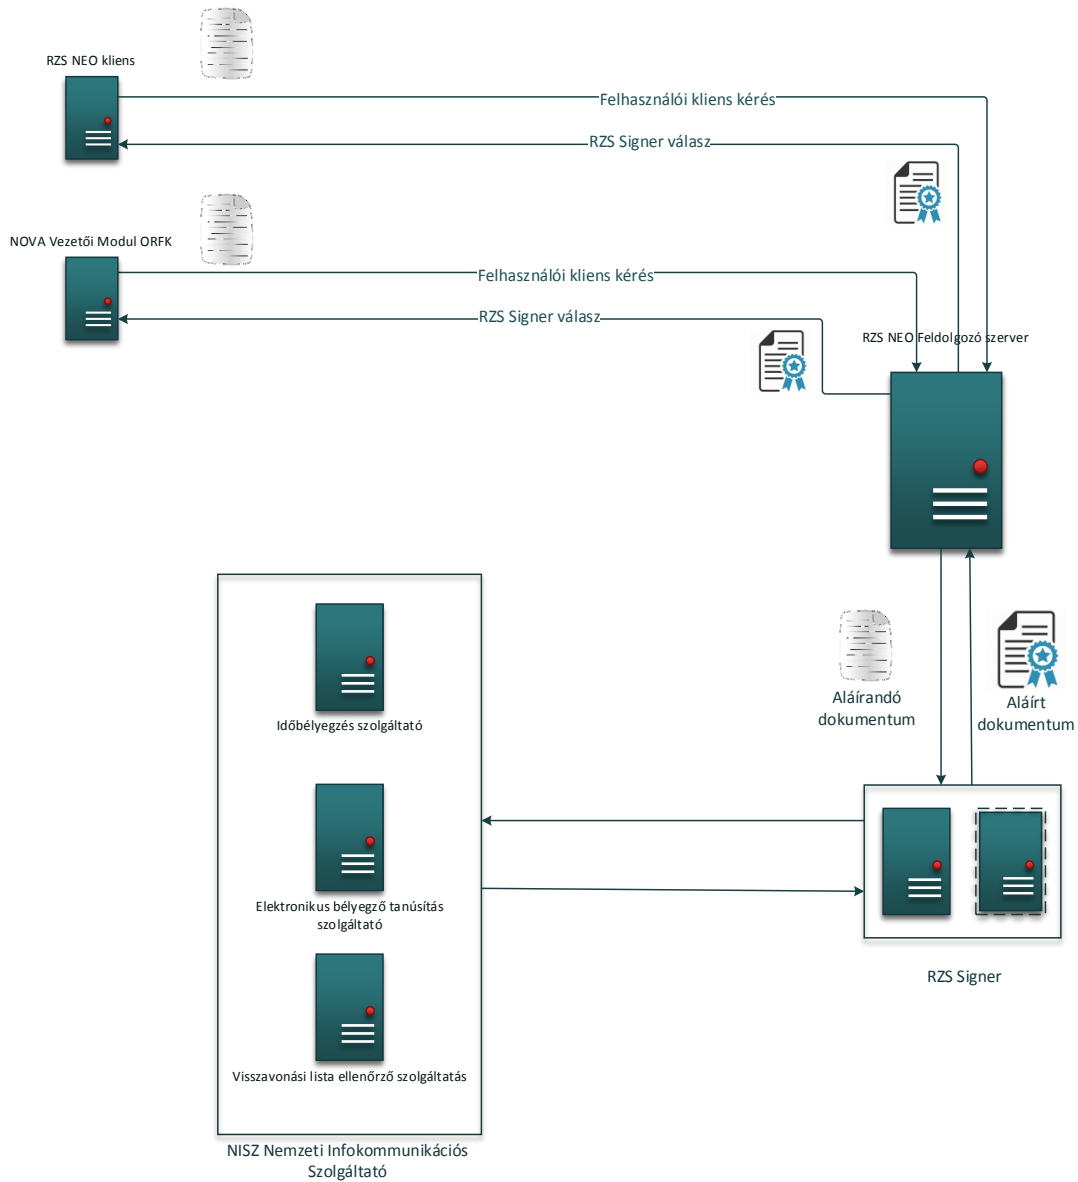 RZS NEO kliens
Felhasználói kliens kérés
RZS Signer válasz
NOVA Vezetői Modul ORFK
Felhasználói kliens kérés
RZS Signer válasz
RZS NEO Feldolgozó szerver
Aláírandó
dokumentum
Aláírt
dokumentum
Időbélyegzés szolgáltató
Elektronikus bélyegző tanúsítás
szolgáltató
Visszavonási lista ellenőrző szolgáltatás
RZS Signer
NISZ Nemzeti Infokommunikációs
Szolgáltató